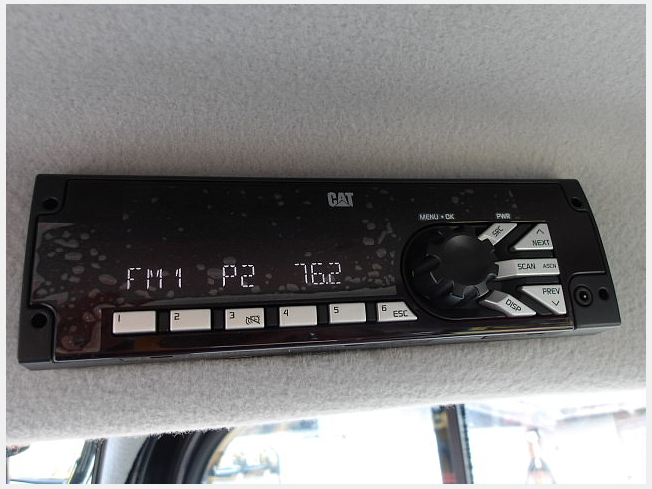 CAT
MENU • OK PWR
SRC
NEXT
SCAN ASCN
PREV
DISP
FM1 P2 76.2
1 2 3 4 5 6 ESC